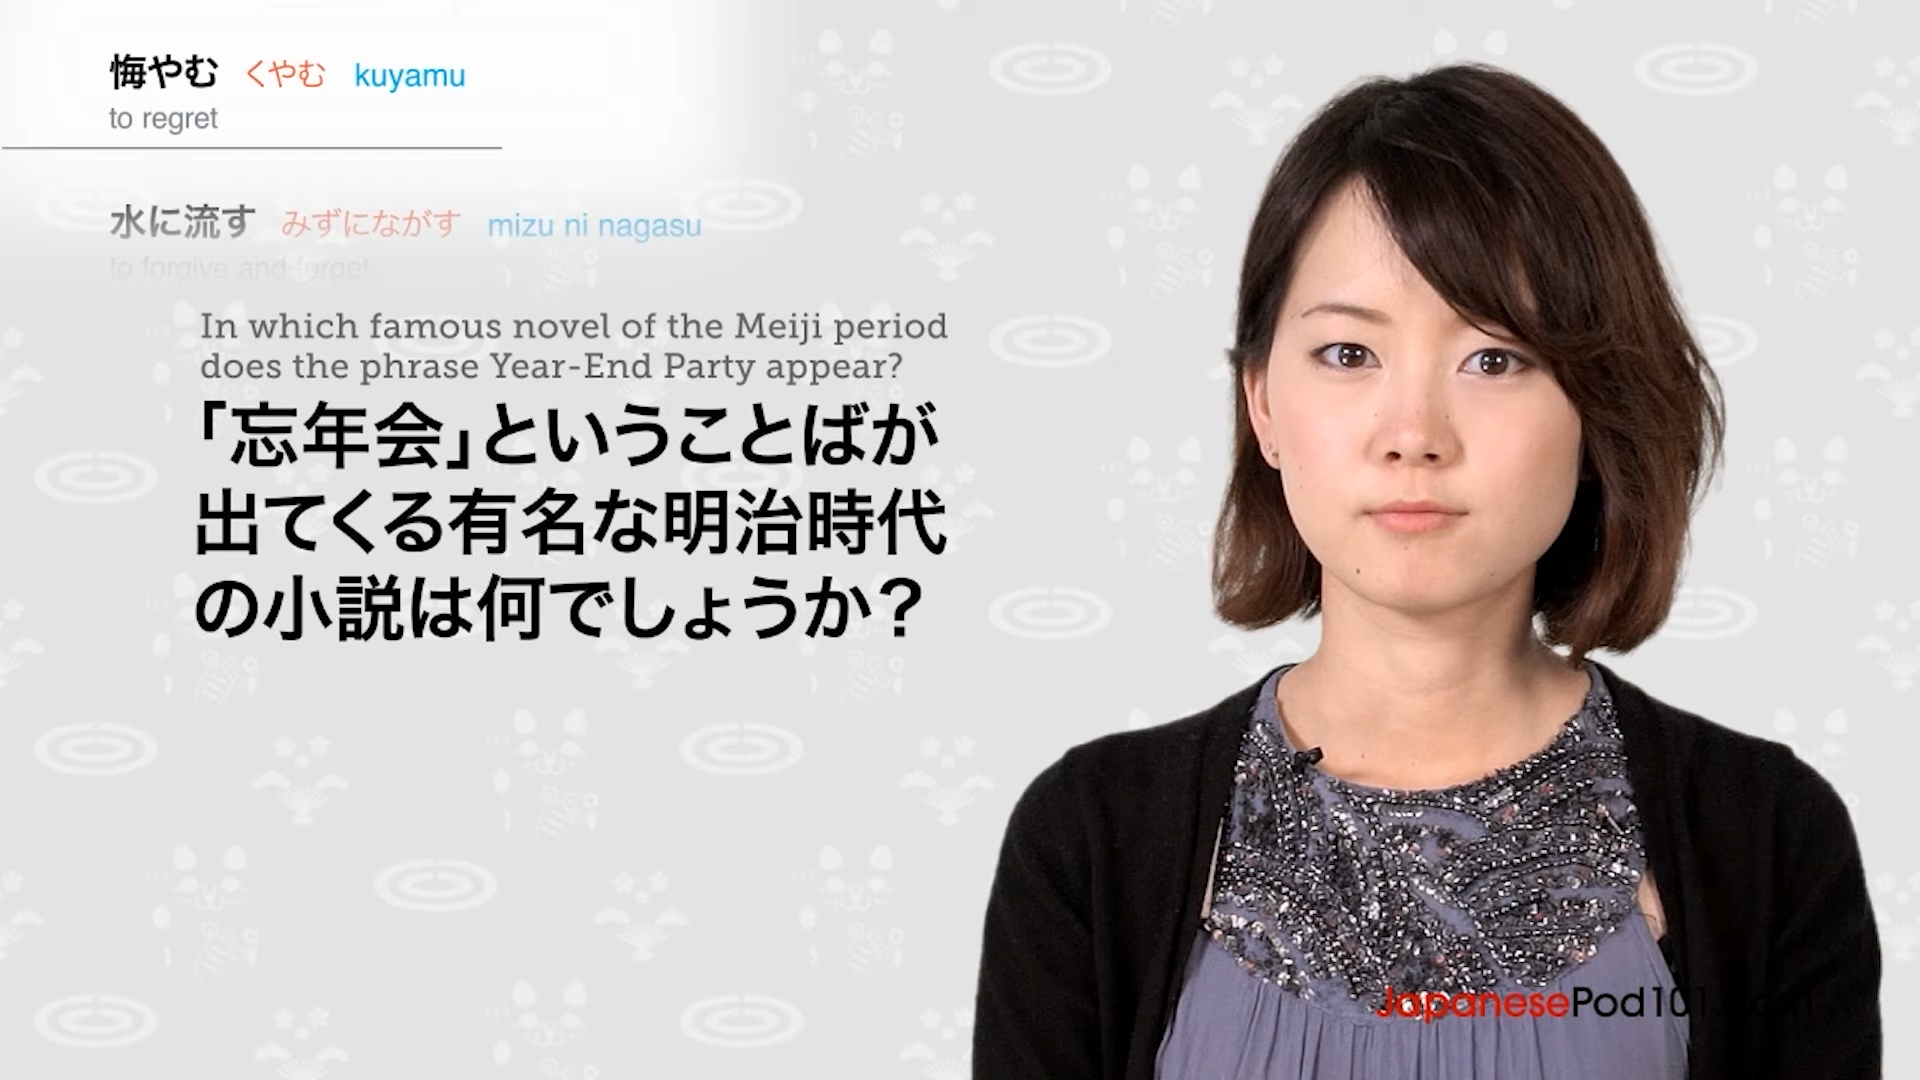 悔やむ くやむ kuyamu
to regret
水に流す みずにながす mizu ni nagasu
to forgive and forget
In which famous novel of the Meiji period
does the phrase Year-End Party appear?
「忘年会」ということばが
出てくる有名な明治時代
の小説は何でしょうか？
JapanesePod101.com